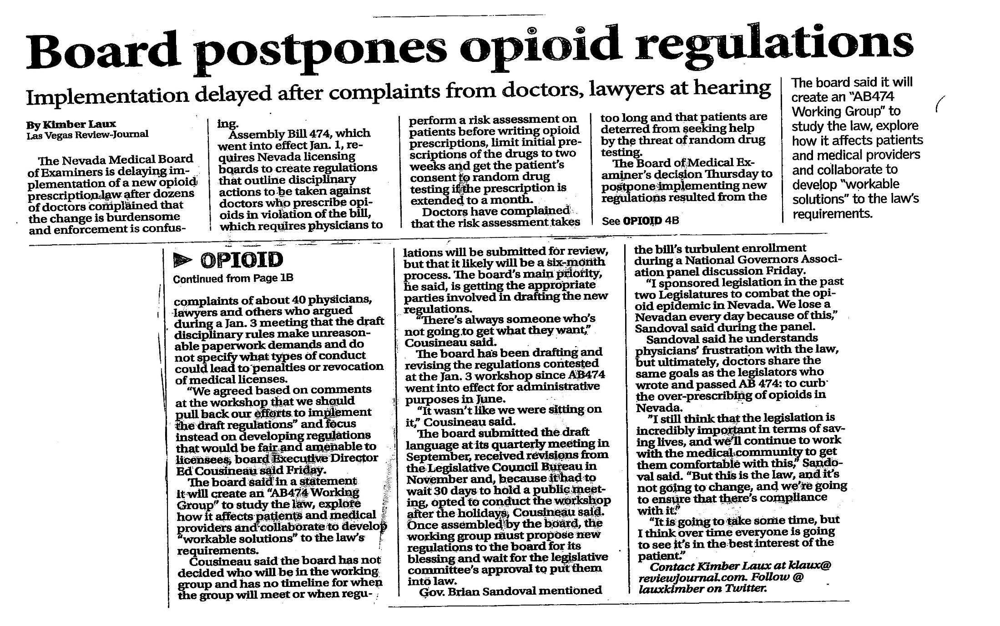 Board postpones opioid regulations
Implementation delayed after complaints from doctors, lawyers at hearing
By Kimber Laux
Las Vegas Review-Journal
The Nevada Medical Board
of Examiners is delaying im-
plementation of a new opioid
prescription law after dozens
of doctors complained that
the change is burdensome
and enforcement is confus-
ing.
Assembly Bill 474, which
went into effect Jan. 1, re-
quires Nevada licensing
boards to create regulations
that outline disciplinary
actions to be taken against
doctors who prescribe opi-
oids in violation of the bill,
which requires physicians to
perform a risk assessment on
patients before writing opioid
prescriptions, limit initial pre-
scriptions of the drugs to two
weeks and get the patient's
consent to random drug
testing if the prescription is
extended to a month.
Doctors have complained
that the risk assessment takes
too long and that patients are
deterred from seeking help
by the threat of random drug
testing.
The Board of Medical Ex-
aminer's decision Thursday to
postpone implementing new
regulations resulted from the
See OPIOID 4B
The board said it will
create an "AB474
Working Group" to
study the law, explore
how it affects patients
and medical providers
and collaborate to
develop "workable
solutions" to the law's
requirements.
▶ OPIOID
Continued from Page 1B
complaints of about 40 physicians,
lawyers and others who argued
during a Jan. 3 meeting that the draft
disciplinary rules make unreason-
able paperwork demands and do
not specify what types of conduct
could lead to penalties or revocation
of medical licenses.
"We agreed based on comments
at the workshop that we should
pull back our efforts to implement
the draft regulations" and focus
instead on developing regulations
that would be fair and amenable to
licensees, board Executive Director
Ed Cousineau said Friday.
The board said in a statement
it will create an "AB474 Working
Group" to study the law, explore
how it affects patients and medical
providers and collaborate to develop
"workable solutions" to the law's
requirements.
Cousineau said the board has not
decided who will be in the working
group and has no timeline for when
the group will meet or when regu-
lations will be submitted for review,
but that it likely will be a six-month
process. The board's main priority,
he said, is getting the appropriate
parties involved in drafting the new
regulations.
"There's always someone who's
not going to get what they want,"
Cousineau said.
The board has been drafting and
revising the regulations contested
at the Jan. 3 workshop since AB474
went into effect for administrative
purposes in June.
"It wasn't like we were sitting on
it," Cousineau said.
The board submitted the draft
language at its quarterly meeting in
September, received revisions from
the Legislative Council Bureau in
November and, because it had to
wait 30 days to hold a public meet-
ing, opted to conduct the workshop
after the holidays, Cousineau said.
Once assembled by the board, the
working group must propose new
regulations to the board for its
blessing and wait for the legislative
committee's approval to put them
into law.
Gov. Brian Sandoval mentioned
the bill's turbulent enrollment
during a National Governors Associ-
ation panel discussion Friday.
"I sponsored legislation in the past
two Legislatures to combat the opi-
oid epidemic in Nevada. We lose a
Nevadan every day because of this,"
Sandoval said during the panel.
Sandoval said he understands
physicians' frustration with the law,
but ultimately, doctors share the
same goals as the legislators who
wrote and passed AB 474: to curb
the over-prescribing of opioids in
Nevada.
"I still think that the legislation is
incredibly important in terms of sav-
ing lives, and we'll continue to work
with the medical community to get
them comfortable with this," Sando-
val said. "But this is the law, and it's
not going to change, and we're going
to ensure that there's compliance
with it."
"It is going to take some time, but
I think over time everyone is going
to see it's in the best interest of the
patient."
Contact Kimber Laux at klaux@
reviewjournal.com. Follow @
lauxkimber on Twitter.